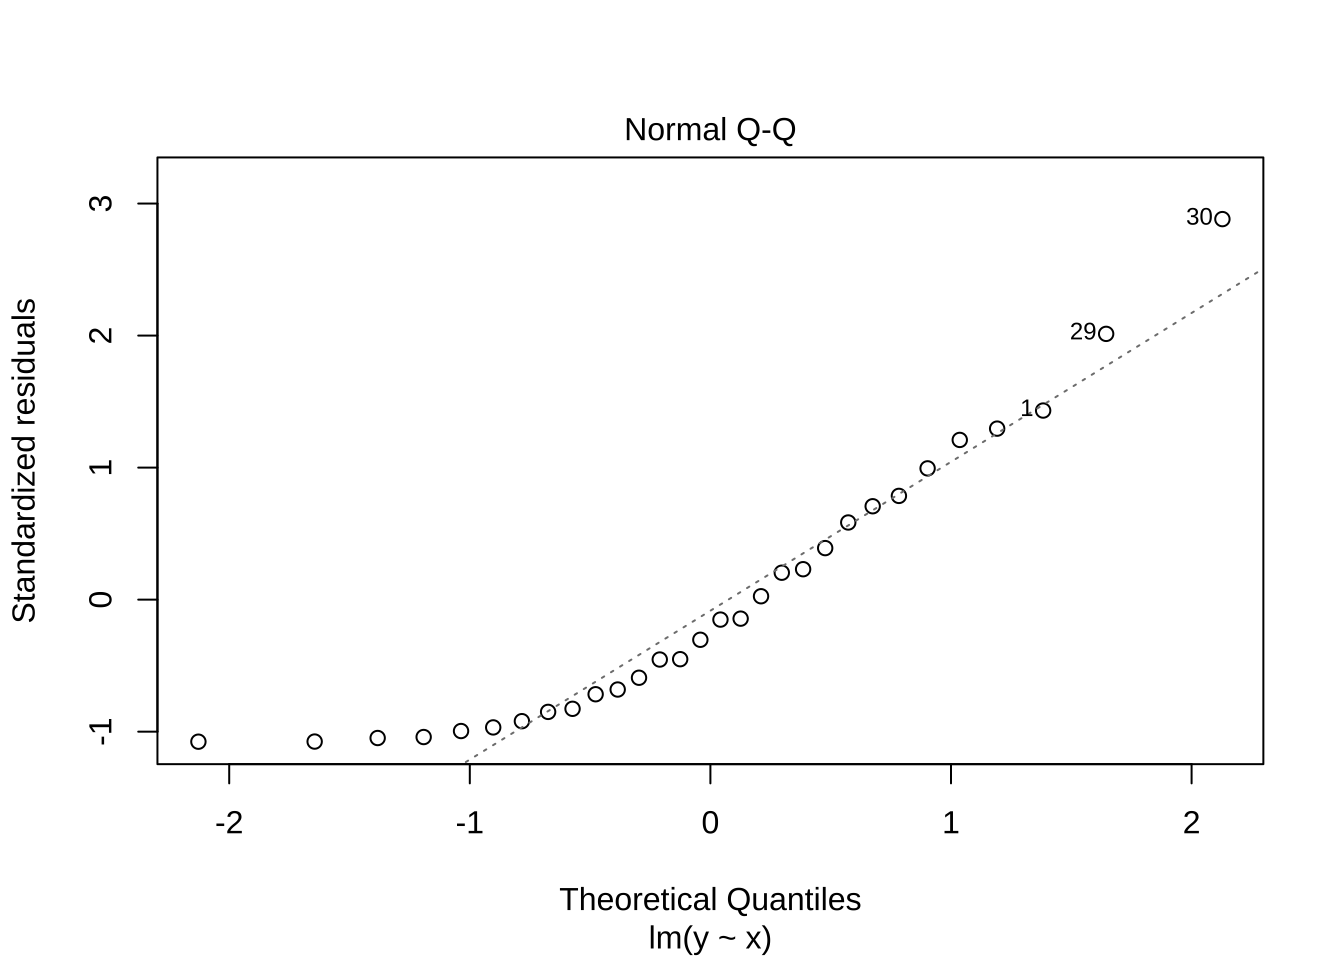 Normal Q-Q
Standardized residuals
3
2
1
0
-1
30
29
1
-2 -1 0 1 2
Theoretical Quantiles
lm(y ~ x)